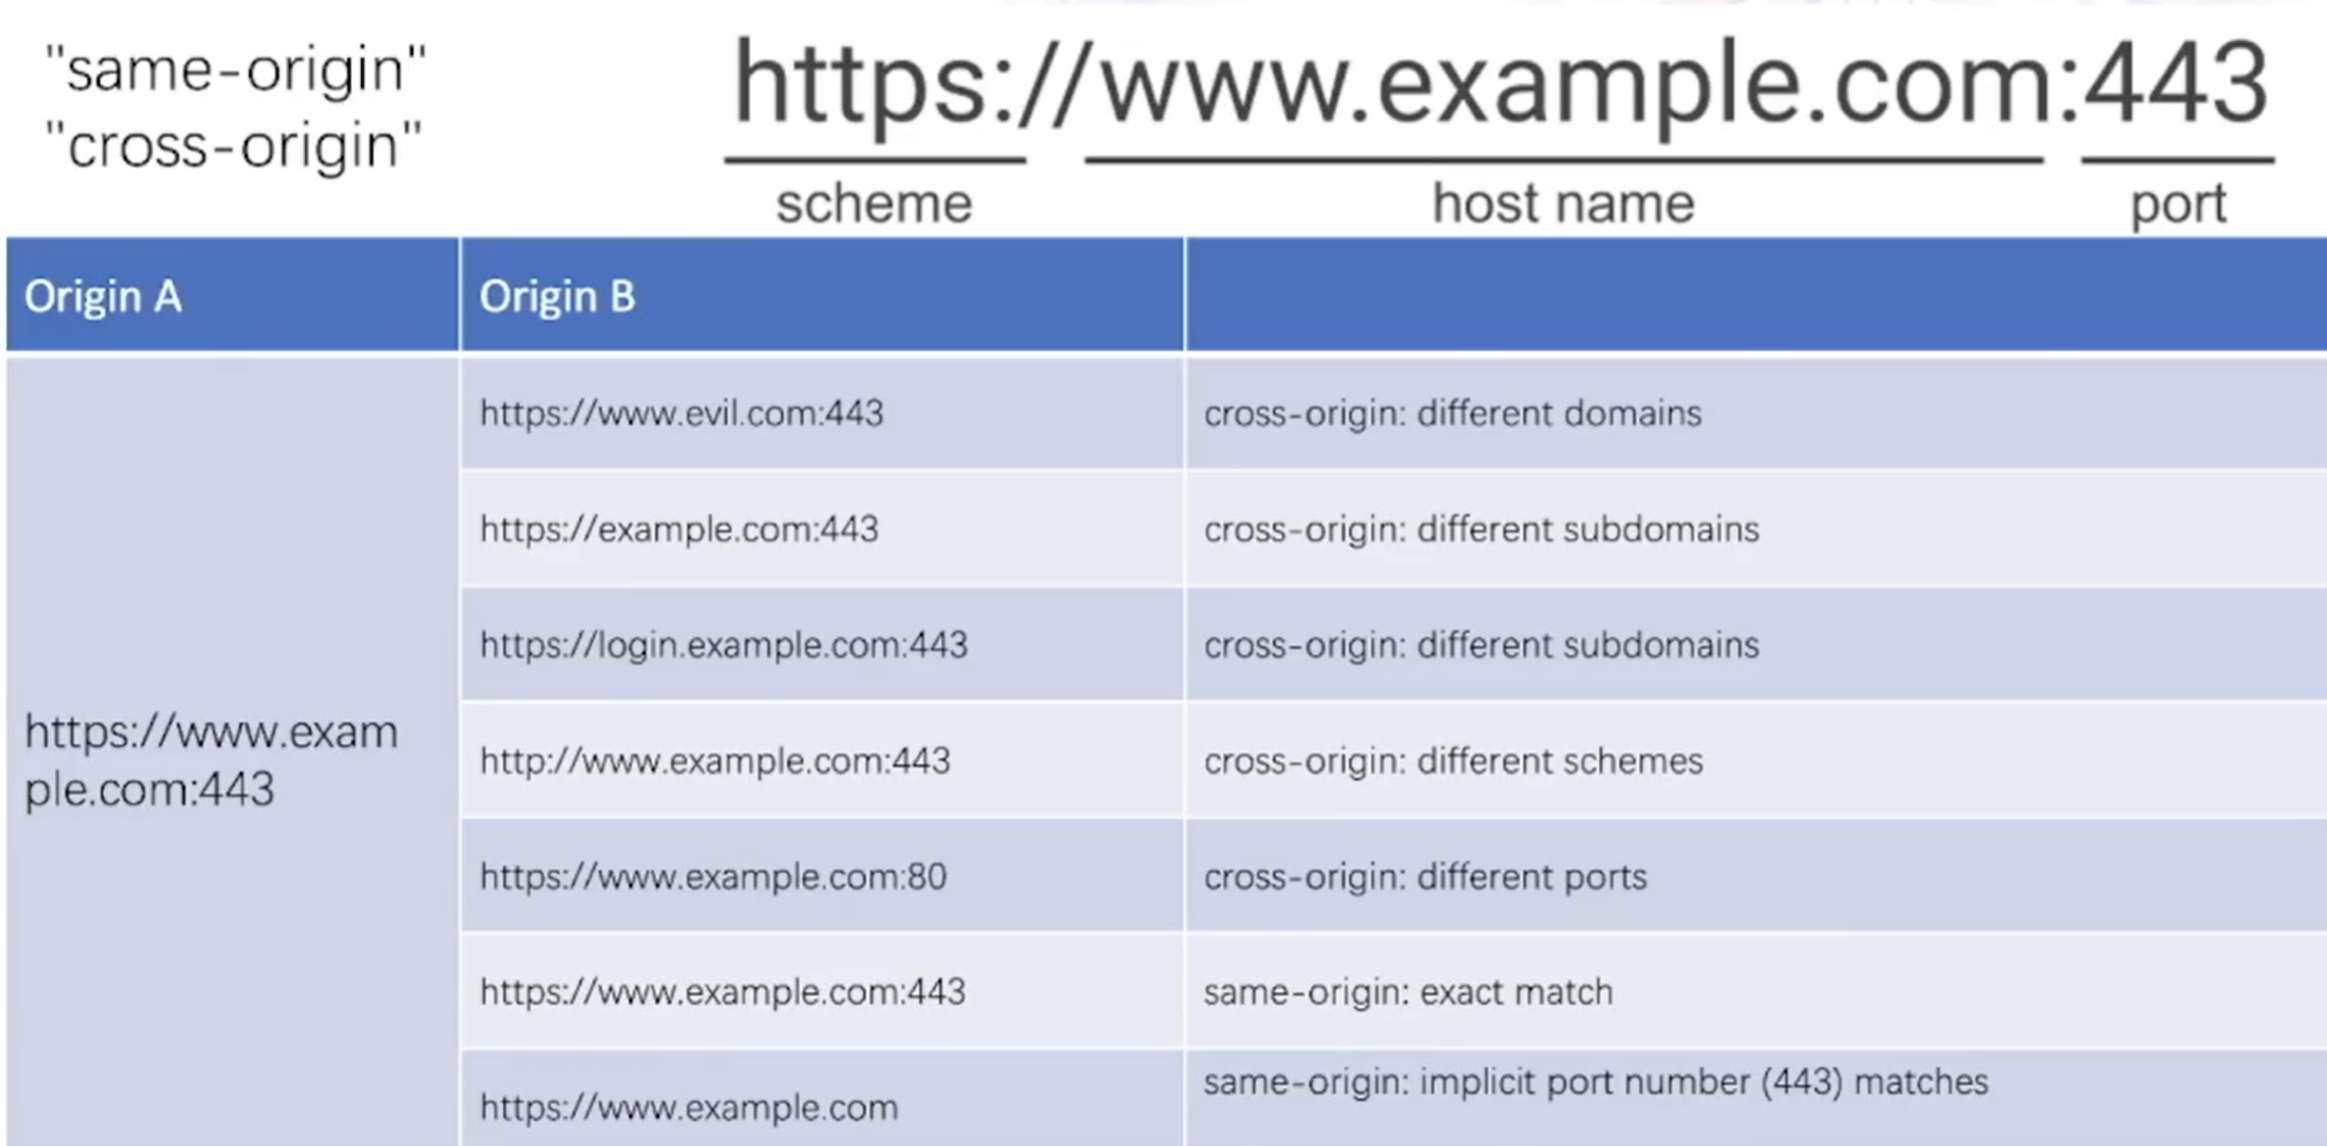 "same-origin"
"cross-origin"
https://www.example.com:443
scheme host name port
Origin A Origin B
https://www.evil.com:443 cross-origin: different domains
https://example.com:443 cross-origin: different subdomains
https://login.example.com:443 cross-origin: different subdomains
https://www.exam
ple.com:443
http://www.example.com:443 cross-origin: different schemes
https://www.example.com:80 cross-origin: different ports
https://www.example.com:443 same-origin: exact match
https://www.example.com same-origin: implicit port number (443) matches